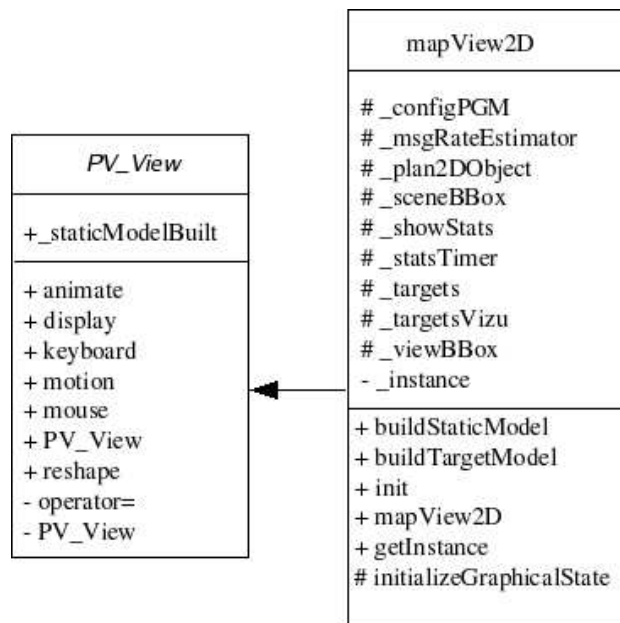 PV_View
+_staticModelBuilt
+ animate
+ display
+ keyboard
+ motion
+ mouse
+ PV_View
+ reshape
- operator=
- PV_View
mapView2D
# _configPGM
# _msgRateEstimator
# _plan2DObject
# _sceneBBox
# _showStats
# _statsTimer
# _targets
# _targetsVizu
# _viewBBox
- _instance
+ buildStaticModel
+ buildTargetModel
+ init
+ mapView2D
+ getInstance
# initializeGraphicalState